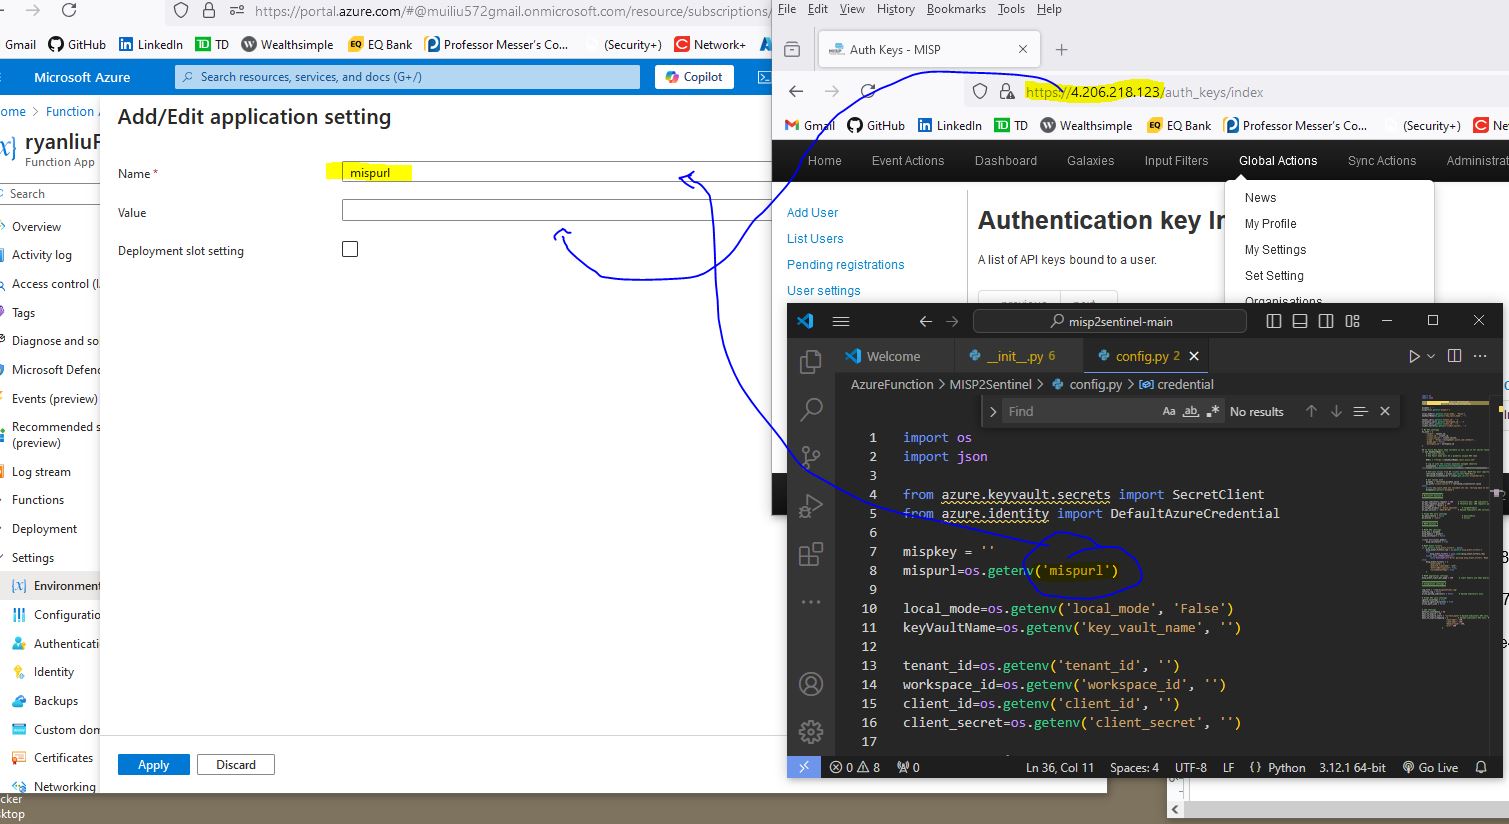 https://portal.azure.com/#@muiliu572gmail.onmicrosoft.com/resource/subscriptions/
Gmail GitHub LinkedIn TD Wealthsimple EQ Bank Professor Messer's Co... (Security+) Network+
Microsoft Azure
Search resources, services, and docs (G+/)
Copilot
ome > Function
ryanliuF
Function App
Search
Overview
Activity log
Access control (I
Tags
Diagnose and so
Microsoft Defend
Events (preview)
Recommended s
(preview)
Log stream
Functions
Deployment
Settings
Environment
Configuratio
Authenticati
Identity
Backups
Custom dom
Certificates
Networking
cker
sktop
Add/Edit application setting
Name *
mispurl
Value
Deployment slot setting
Apply
Discard
File Edit View History Bookmarks Tools Help
Auth Keys - MISP
https://4.206.218.123/auth_keys/index
Gmail GitHub LinkedIn TD Wealthsimple EQ Bank Professor Messer's Co... (Security+) Ne
Home Event Actions Dashboard Galaxies Input Filters Global Actions Sync Actions Administrat
Add User
List Users
Pending registrations
User settings
Authentication key In
A list of API keys bound to a user.
News
My Profile
My Settings
Set Setting
Organisations
misp2sentinel-main
Welcome
__init__.py 6
config.py 2
AzureFunction > MISP2Sentinel > config.py > credential
Find
Aa ab .*
No results
1 import os
2 import json
3
4 from azure.keyvault.secrets import SecretClient
5 from azure.identity import DefaultAzureCredential
6
7 mispkey = ''
8 mispurl=os.getenv('mispurl')
9
10 local_mode=os.getenv('local_mode', 'False')
11 keyVaultName=os.getenv('key_vault_name', '')
12
13 tenant_id=os.getenv('tenant_id', '')
14 workspace_id=os.getenv('workspace_id', '')
15 client_id=os.getenv('client_id', '')
16 client_secret=os.getenv('client_secret', '')
17
0 8 0 Ln 36, Col 11 Spaces: 4 UTF-8 LF Python 3.12.1 64-bit Go Live